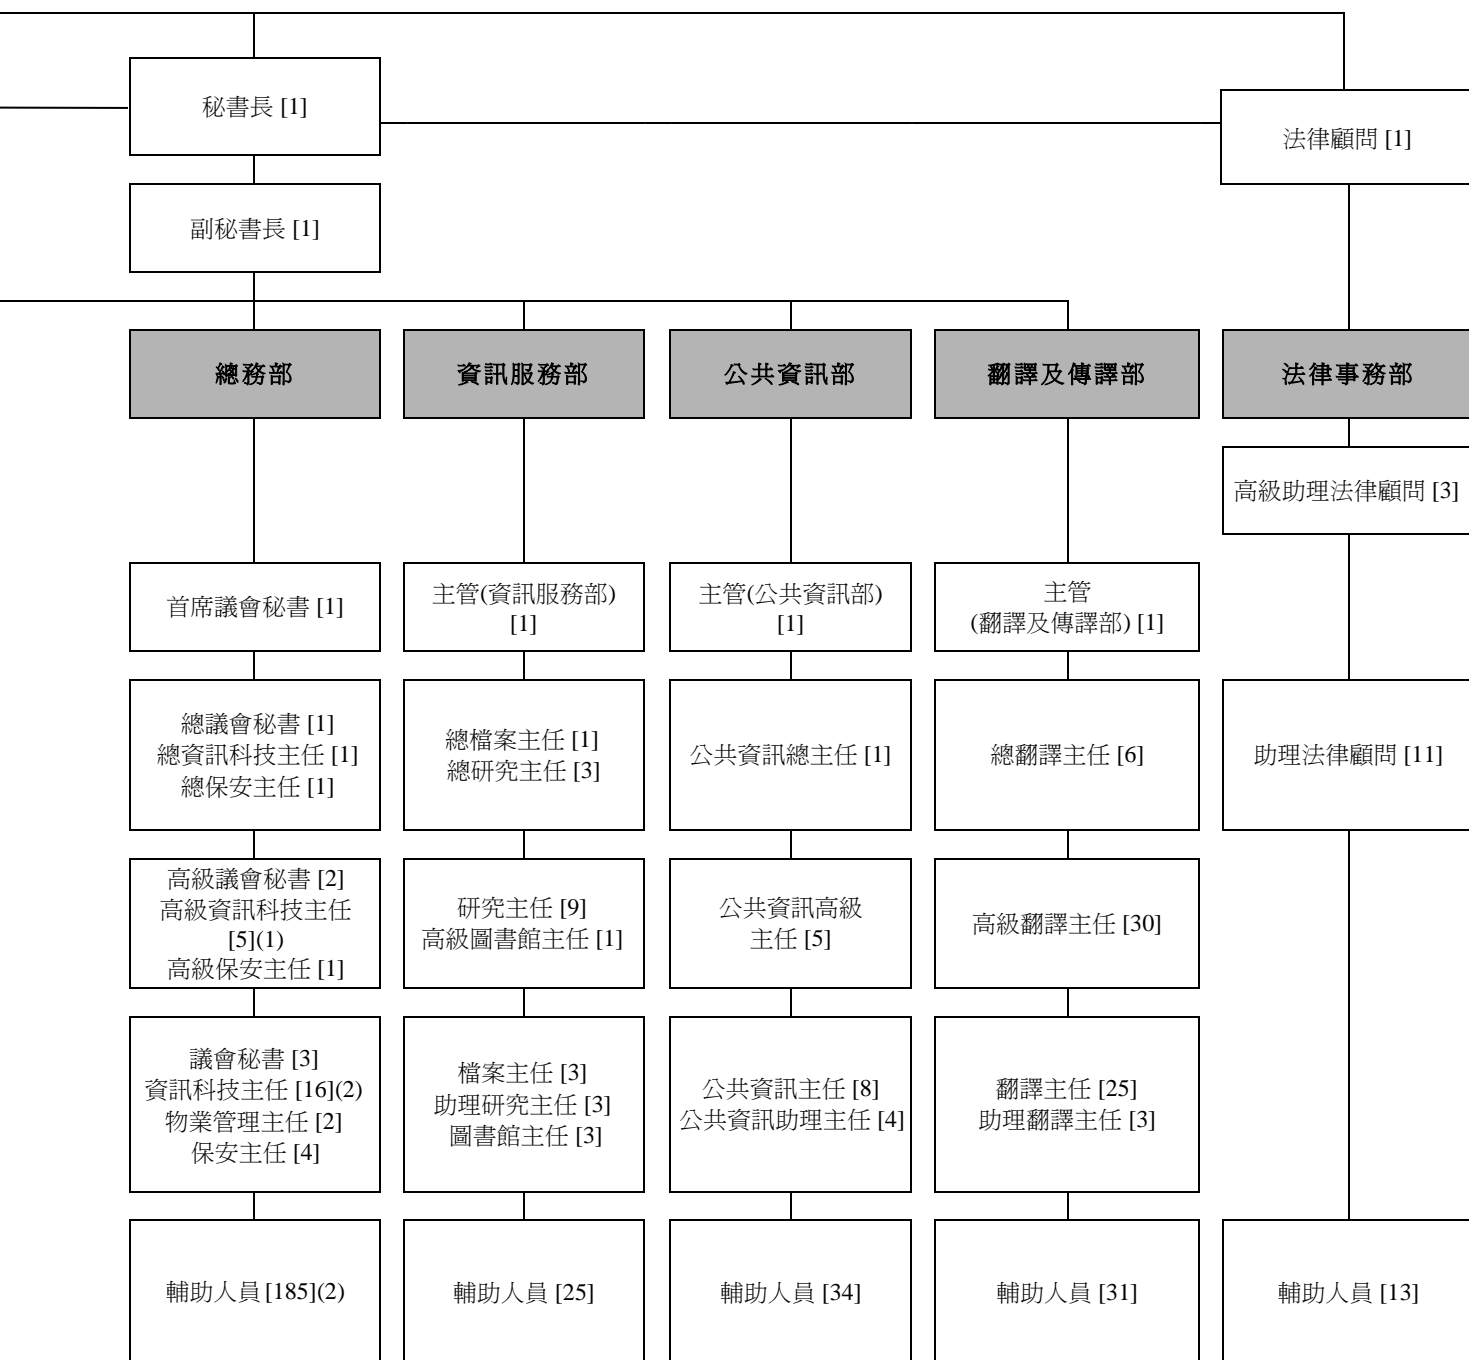 秘書長 [1]
法律顧問 [1]
副秘書長 [1]
總務部
資訊服務部
公共資訊部
翻譯及傳譯部
法律事務部
高級助理法律顧問 [3]
首席議會秘書 [1]
主管(資訊服務部)
[1]
主管(公共資訊部)
[1]
主管
(翻譯及傳譯部) [1]
總議會秘書 [1]
總資訊科技主任 [1]
總保安主任 [1]
總檔案主任 [1]
總研究主任 [3]
公共資訊總主任 [1]
總翻譯主任 [6]
助理法律顧問 [11]
高級議會秘書 [2]
高級資訊科技主任
[5](1)
高級保安主任 [1]
研究主任 [9]
高級圖書館主任 [1]
公共資訊高級
主任 [5]
高級翻譯主任 [30]
議會秘書 [3]
資訊科技主任 [16](2)
物業管理主任 [2]
保安主任 [4]
檔案主任 [3]
助理研究主任 [3]
圖書館主任 [3]
公共資訊主任 [8]
公共資訊助理主任 [4]
翻譯主任 [25]
助理翻譯主任 [3]
輔助人員 [185](2)
輔助人員 [25]
輔助人員 [34]
輔助人員 [31]
輔助人員 [13]